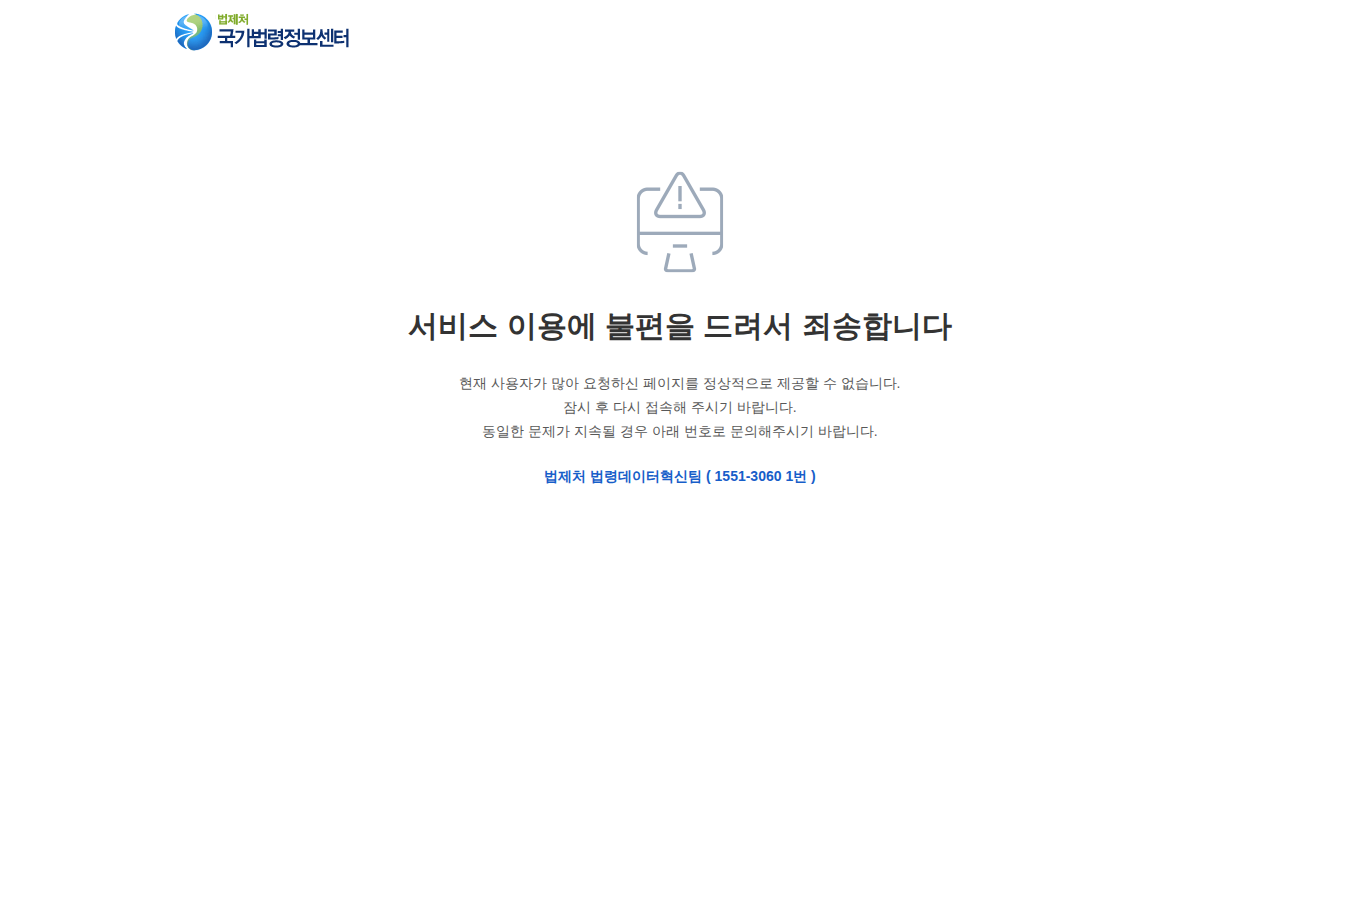 법제처
국가법령정보센터
서비스 이용에 불편을 드려서 죄송합니다
현재 사용자가 많아 요청하신 페이지를 정상적으로 제공할 수 없습니다.
잠시 후 다시 접속해 주시기 바랍니다.
동일한 문제가 지속될 경우 아래 번호로 문의해주시기 바랍니다.
법제처 법령데이터혁신팀 ( 1551-3060 1번 )